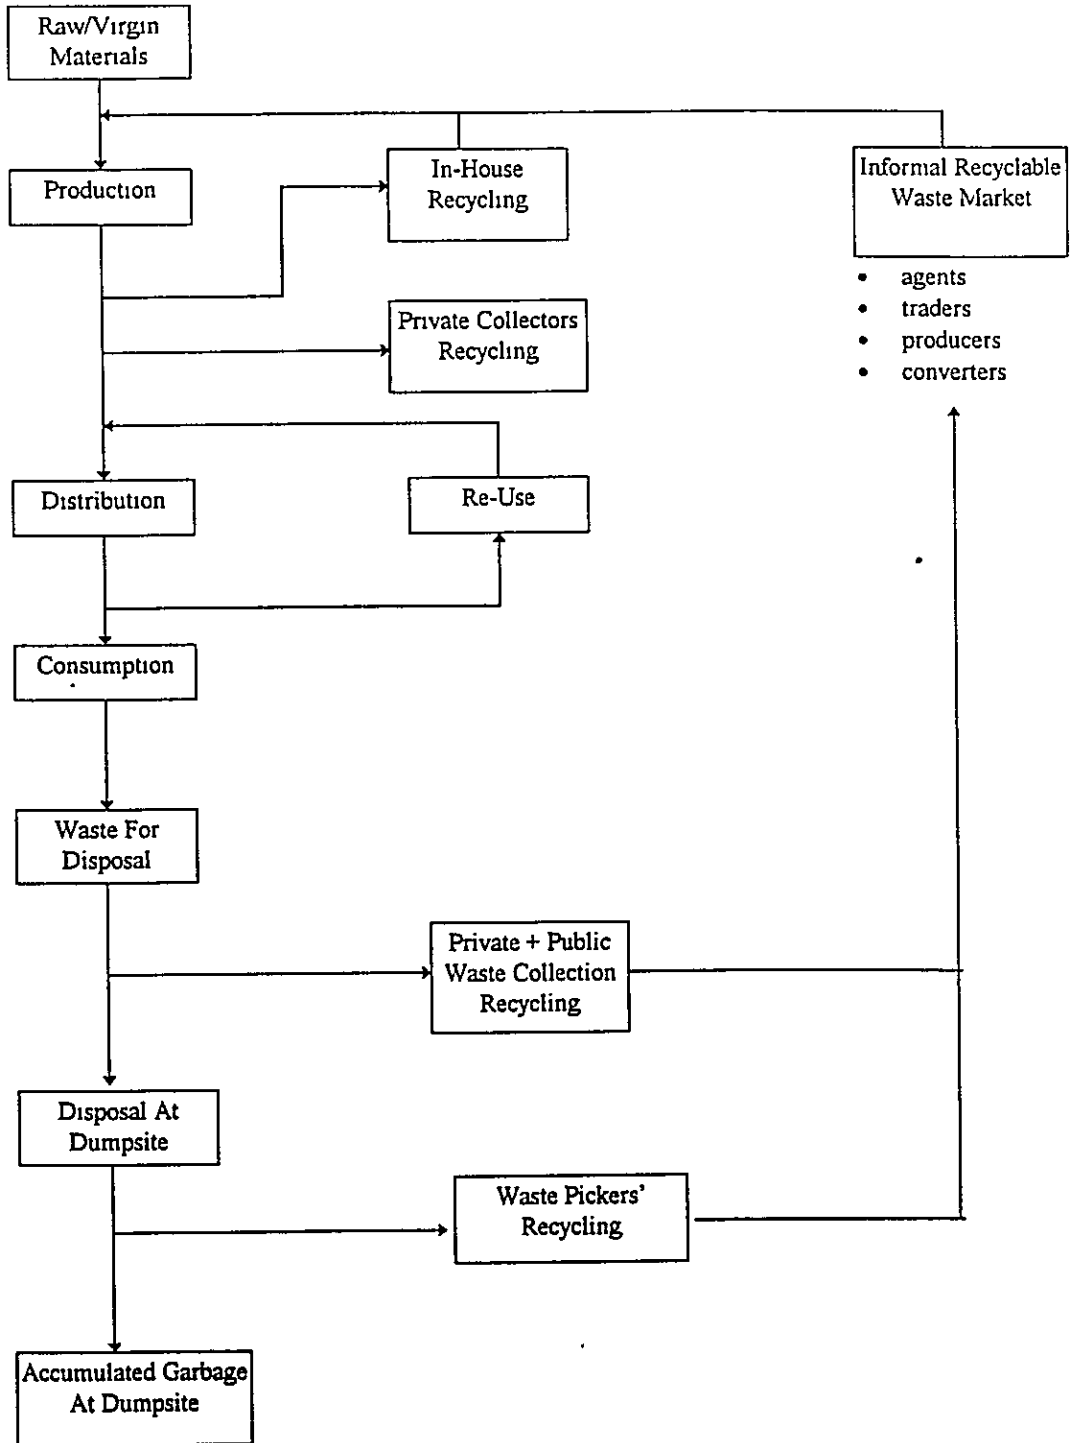 Raw/Virgin
Materials
Production
In-House
Recycling
Informal Recyclable
Waste Market
• agents
• traders
• producers
• converters
Private Collectors
Recycling
Distribution
Re-Use
Consumption
Waste For
Disposal
Private + Public
Waste Collection
Recycling
Disposal At
Dumpsite
Waste Pickers'
Recycling
Accumulated Garbage
At Dumpsite